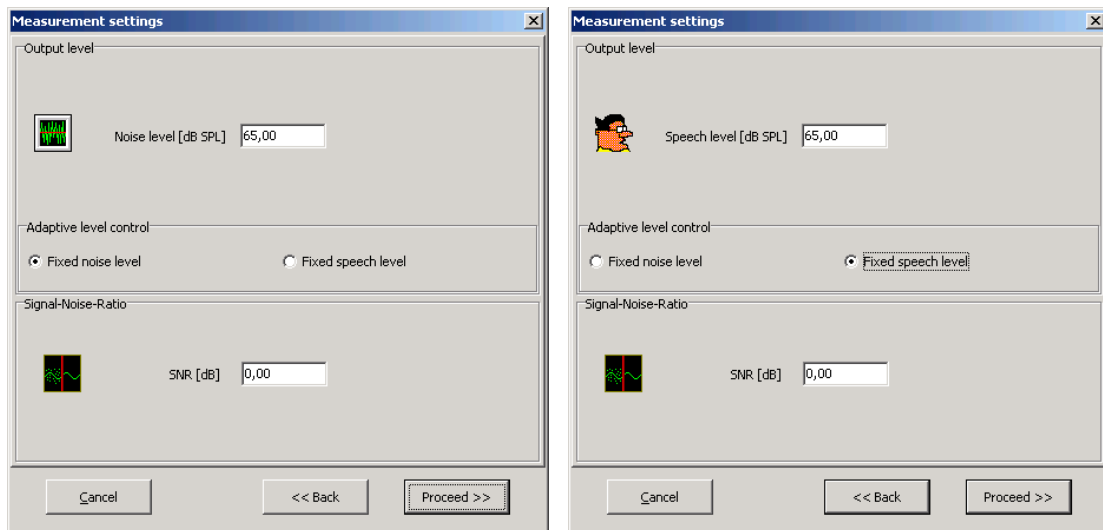 Measurement settings
Output level
Noise level [dB SPL] 65,00
Adaptive level control
Fixed noise level Fixed speech level
Signal-Noise-Ratio
SNR [dB] 0,00
Cancel << Back Proceed >>
Measurement settings
Output level
Speech level [dB SPL] 65,00
Adaptive level control
Fixed noise level Fixed speech level
Signal-Noise-Ratio
SNR [dB] 0,00
Cancel << Back Proceed >>